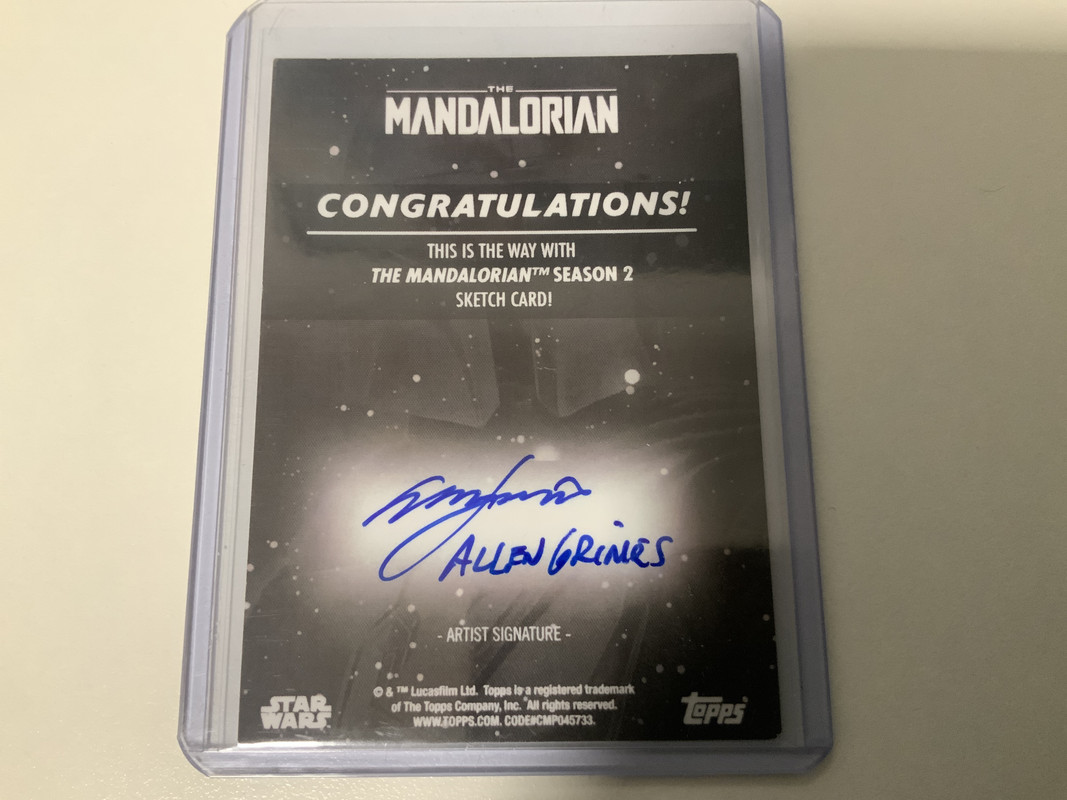 THE
MANDALORIAN
CONGRATULATIONS!
THIS IS THE WAY WITH
THE MANDALORIAN™ SEASON 2
SKETCH CARD!
ALLEN GRIMES
- ARTIST SIGNATURE -
© & ™ Lucasfilm Ltd. Topps is a registered trademark
of The Topps Company, Inc. All rights reserved.
WWW.TOPPS.COM. CODE#CMP045733.
STAR
WARS
TOPPS